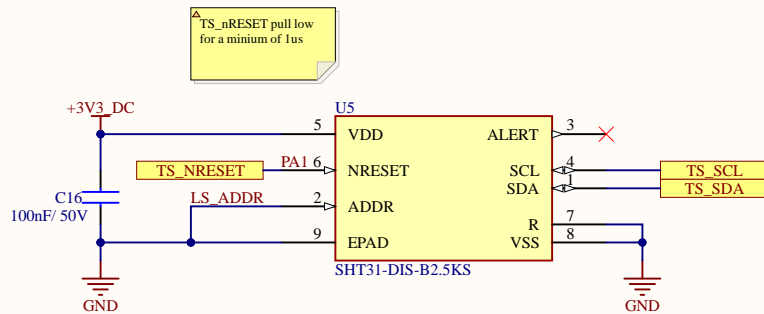 TS_nRESET pull low
for a minium of 1us
+3V3_DC
U5
5 VDD ALERT 3
TS_NRESET PA1 6 NRESET SCL 4 TS_SCL
SDA 1 TS_SDA
C16
100nF/ 50V
LS_ADDR 2 ADDR
R 7
9 EPAD VSS 8
SHT31-DIS-B2.5KS
GND
GND